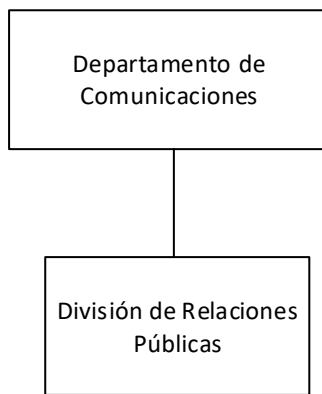 Departamento de
Comunicaciones
División de Relaciones
Públicas